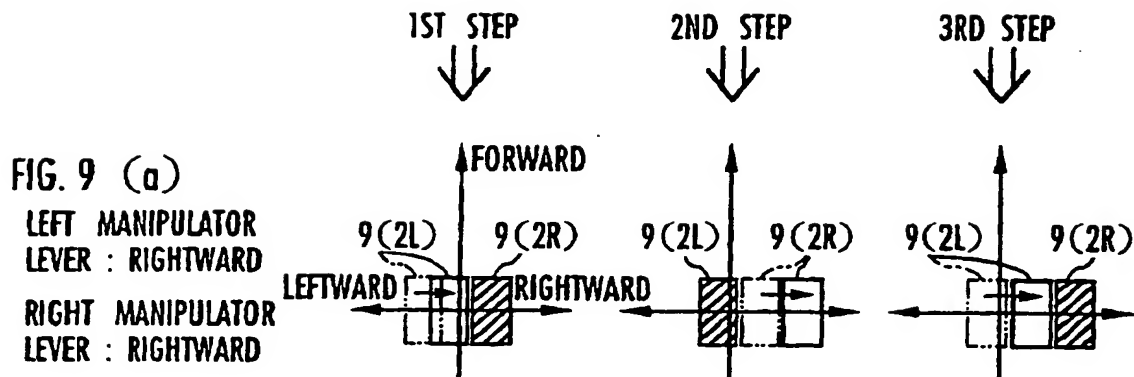 1ST STEP 2ND STEP 3RD STEP
FIG. 9 (a)
FORWARD
LEFT MANIPULATOR
LEVER : RIGHTWARD
9(2L) 9(2R) 9(2L) 9(2R) 9(2L) 9(2R)
LEFTWARD RIGHTWARD
RIGHT MANIPULATOR
LEVER : RIGHTWARD